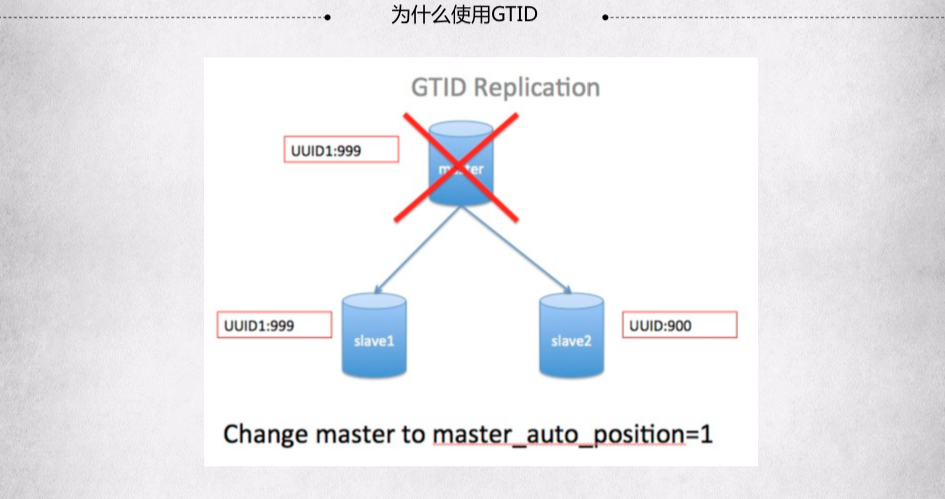 为什么使用GTID
GTID Replication
UUID1:999
master
UUID1:999
slave1
slave2
UUID:900
Change master to master_auto_position=1